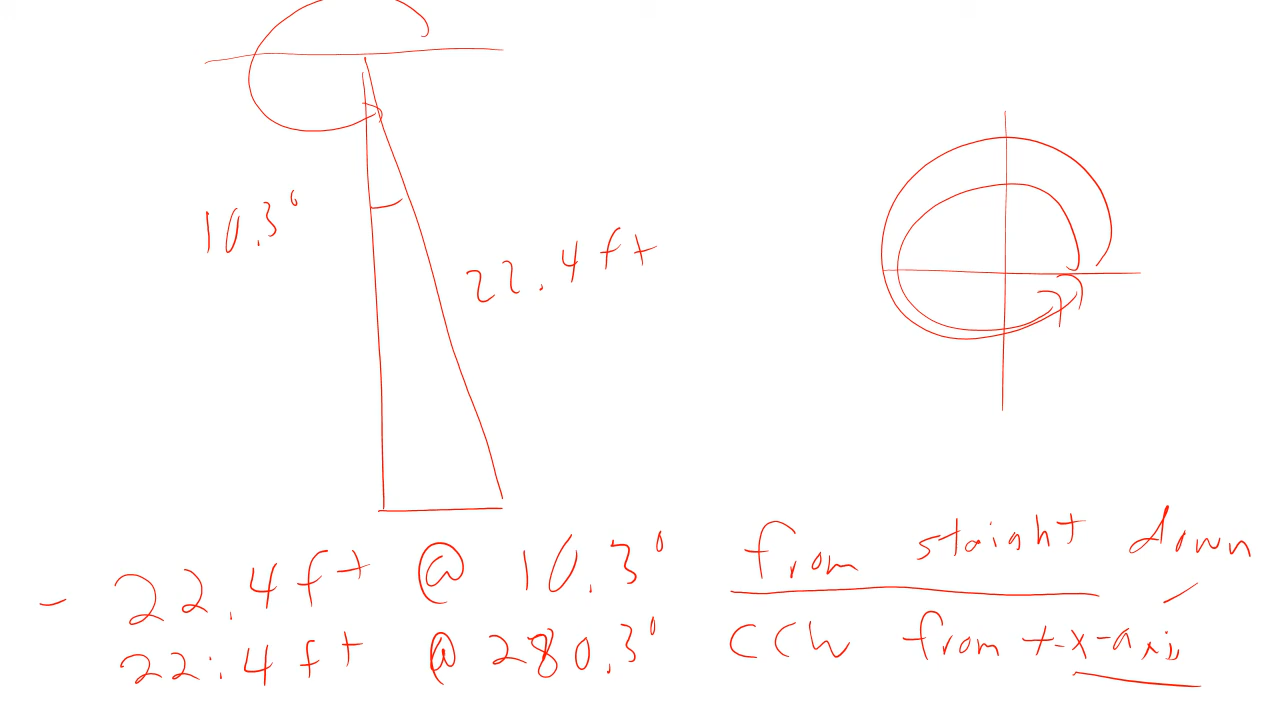 10.3°
22.4 ft
- 22.4 ft @ 10.3° from staight down
22.4 ft @ 280.3° CCW from +x-axis